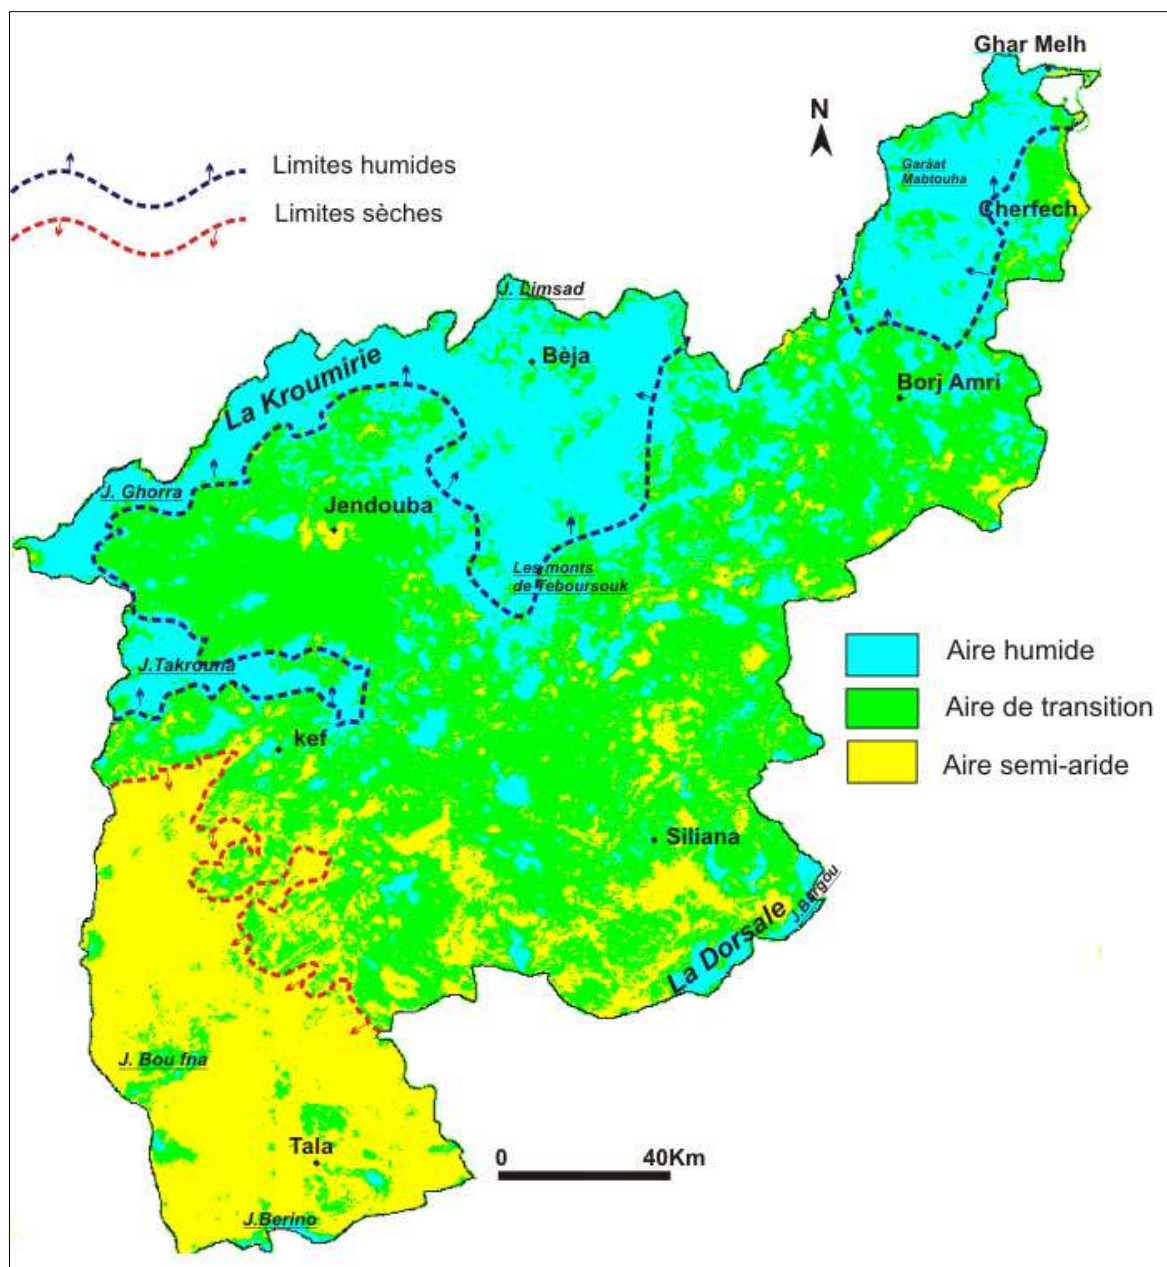 Ghar Melh
N
Limites humides
Garâat
Mabtouha
Limites sèches
Cherfech
J. Limsad
Bèja
La Kroumirie
Borj Amri
J. Ghorra
Jendouba
Les monts
de Teboursouk
Aire humide
J.Takrouna
Aire de transition
kef
Aire semi-aride
Siliana
J.Bargou
La Dorsale
J. Bou fna
Tala
0 40Km
J.Berino